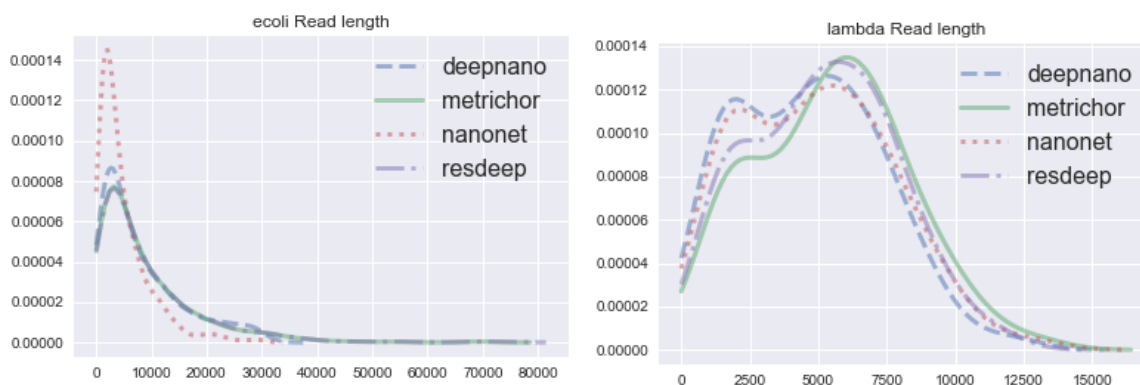 ecoli Read length
0.00014
0.00012
0.00010
0.00008
0.00006
0.00004
0.00002
0.00000
deepnano
metrichor
nanonet
resdeep
0 10000 20000 30000 40000 50000 60000 70000 80000
lambda Read length
0.00014
0.00012
0.00010
0.00008
0.00006
0.00004
0.00002
0.00000
deepnano
metrichor
nanonet
resdeep
0 2500 5000 7500 10000 12500 15000